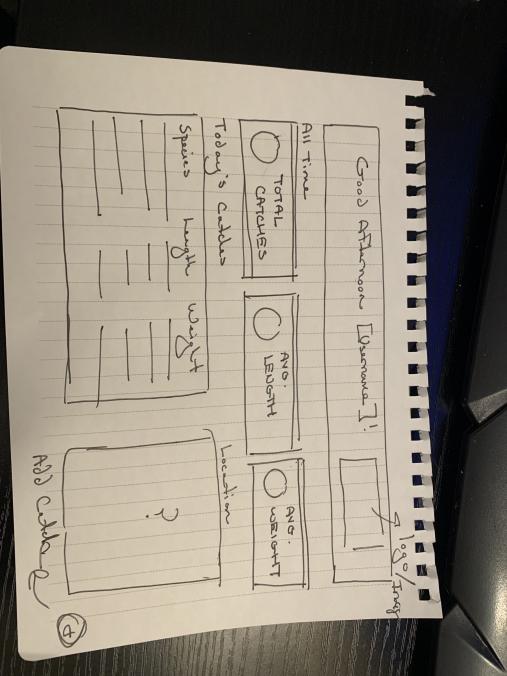 logo/Image
Good Afternoon [Username]!
All Time
TOTAL
CATCHES
AVG.
LENGTH
AVG.
WEIGHT
Today's Catches
Location
Species Length Weight
?
+
Add Catch